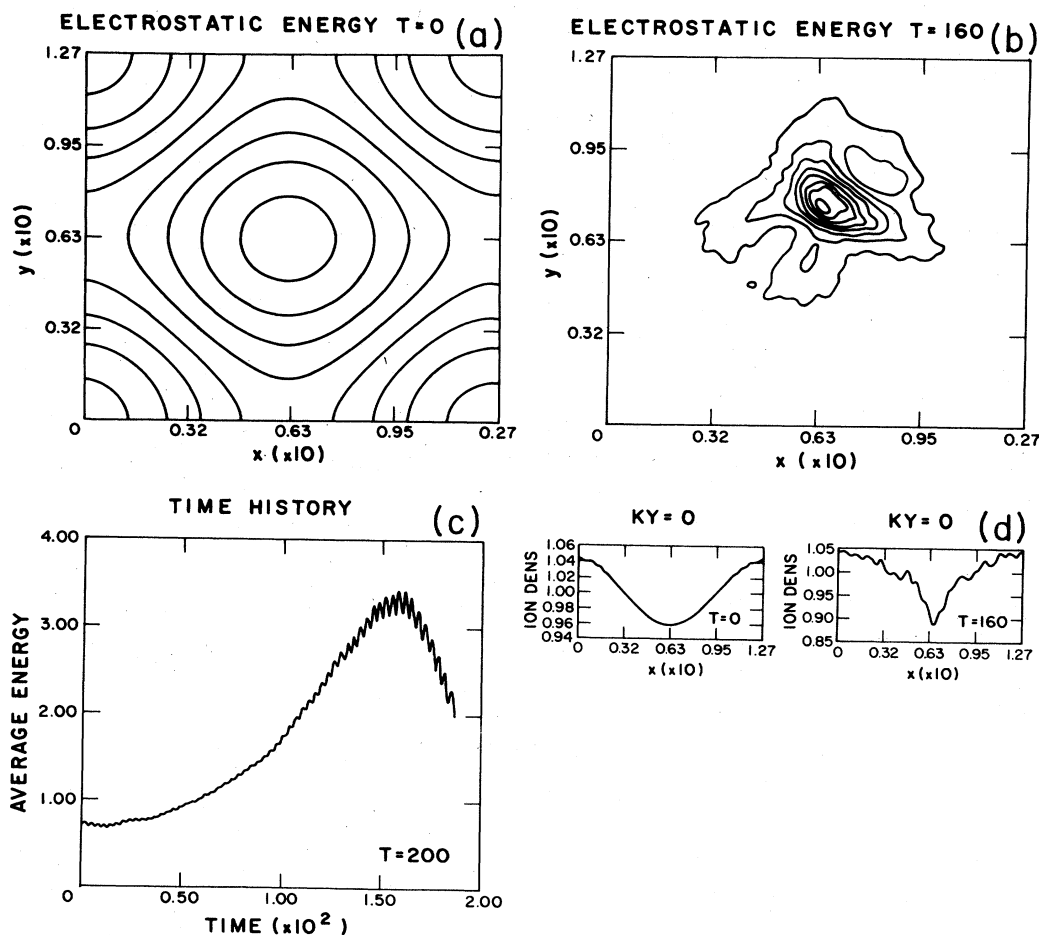 ELECTROSTATIC ENERGY T=0 (a)
1.27
0.95
0.63
0.32
0
0.32
0.63
0.95
0.27
y (x10)
x (x10)
ELECTROSTATIC ENERGY T=160 (b)
1.27
0.95
0.63
0.32
0
0.32
0.63
0.95
0.27
y (x10)
x (x10)
TIME HISTORY (c)
4.00
3.00
2.00
1.00
0
0.50
1.00
1.50
2.00
AVERAGE ENERGY
T=200
TIME (x10²)
KY=0
1.06
1.04
1.02
1.00
0.98
0.96
0.94
ION DENS
T=0
0
0.32
0.63
0.95
1.27
x (x10)
KY=0 (d)
1.05
1.00
0.95
0.90
0.85
ION DENS
T=160
0
0.32
0.63
0.95
1.27
x (x10)